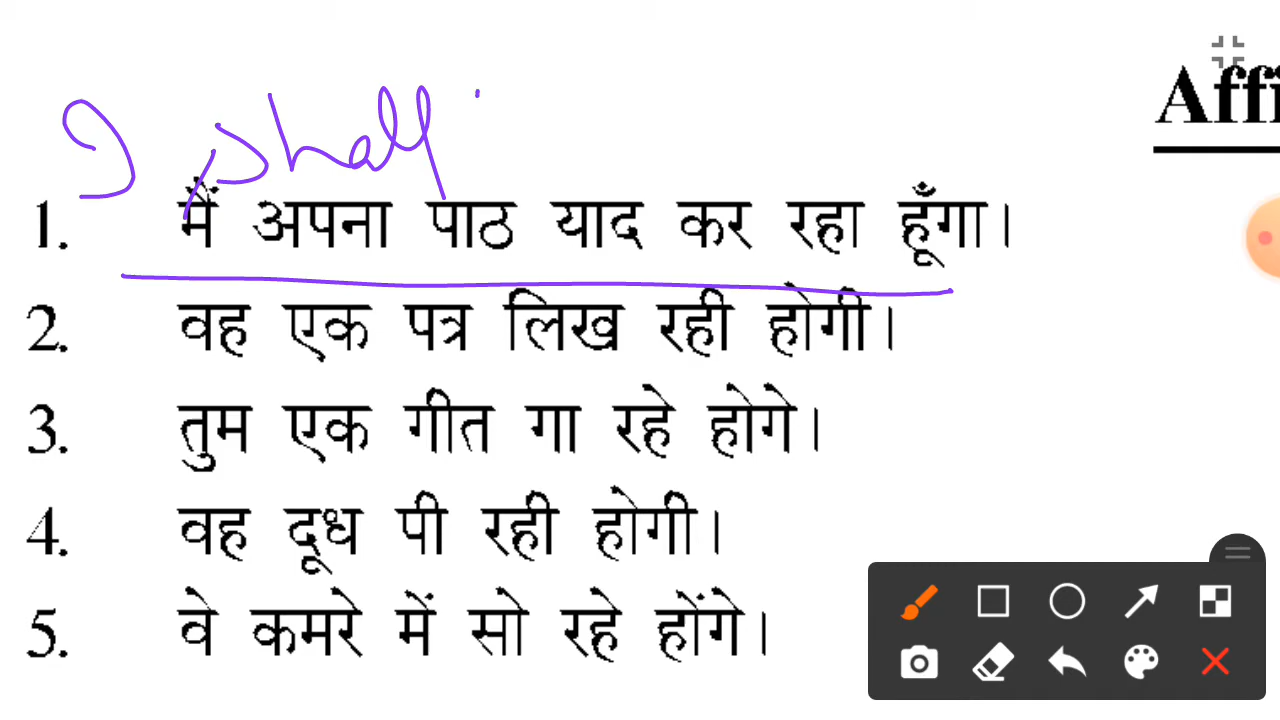 Affi
I shall
1. मैं अपना पाठ याद कर रहा हूँगा।
2. वह एक पत्र लिख रही होगी।
3. तुम एक गीत गा रहे होगे।
4. वह दूध पी रही होगी।
5. वे कमरे में सो रहे होंगे।